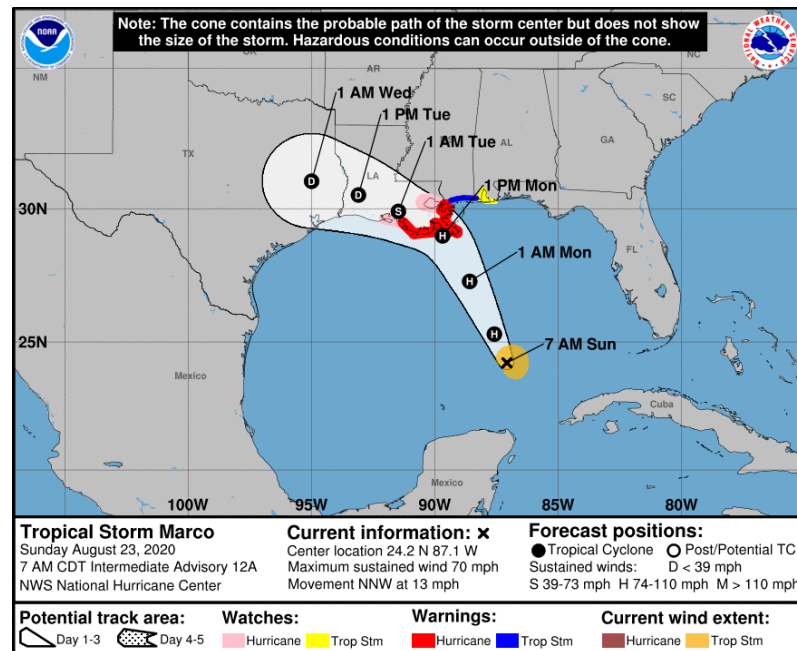 Note: The cone contains the probable path of the storm center but does not show
the size of the storm. Hazardous conditions can occur outside of the cone.
NOAA
NATIONAL WEATHER SERVICE
NM
AR
NC
SC
1 AM Wed
1 PM Tue
1 AM Tue
AL
GA
TX
LA
1 PM Mon
30N
FL
1 AM Mon
D
D
S
H
H
H
25N
7 AM Sun
Mexico
Cuba
Mexico
100W
95W
90W
85W
80W
Tropical Storm Marco
Sunday August 23, 2020
7 AM CDT Intermediate Advisory 12A
NWS National Hurricane Center
Current information: ×
Center location 24.2 N 87.1 W
Maximum sustained wind 70 mph
Movement NNW at 13 mph
Forecast positions:
Tropical Cyclone Post/Potential TC
Sustained winds: D < 39 mph
S 39-73 mph H 74-110 mph M > 110 mph
Potential track area:
Day 1-3 Day 4-5
Watches:
Hurricane Trop Stm
Warnings:
Hurricane Trop Stm
Current wind extent:
Hurricane Trop Stm